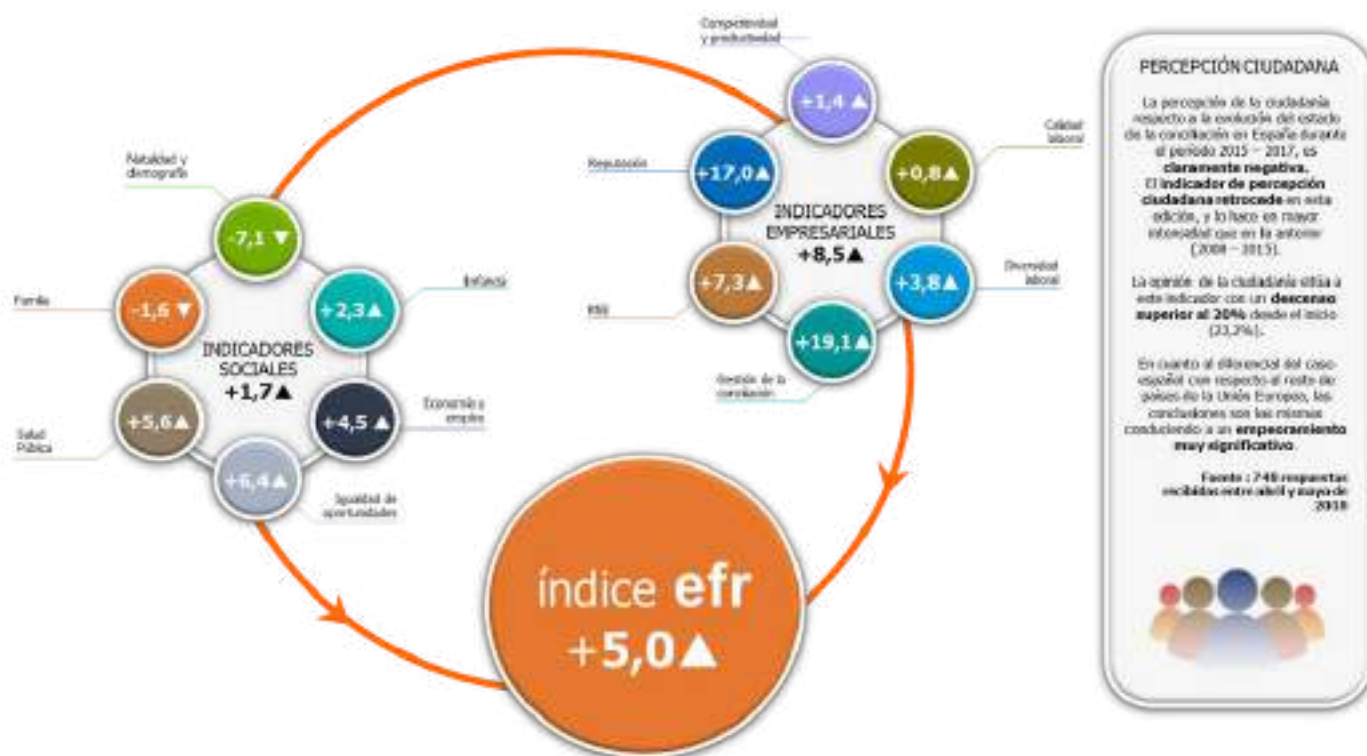 Competitividad
y productividad
+1,4 ▲
Calidad
laboral
+0,8▲
Reputación
+17,0▲
INDICADORES
EMPRESARIALES
+8,5▲
Diversidad
laboral
+3,8▲
+7,3▲
+19,1▲
Gestión de la
conciliación
Natalidad y
demografía
-7,1 ▼
Familia
-1,6 ▼
Infancia
+2,3▲
INDICADORES
SOCIALES
+1,7▲
Salud
Pública
+5,6▲
Economía y
empleo
+4,5 ▲
+6,4▲
Igualdad de
oportunidades
índice efr
+5,0▲
PERCEPCIÓN CIUDADANA
La percepción de la ciudadanía
respecto a la evolución del estado
de la conciliación en España durante
el período 2015 – 2017, es
claramente negativa.
El indicador de percepción
ciudadana retrocede en esta
edición, y lo hace en mayor
intensidad que en la anterior
(2008 – 2015).
La opinión de la ciudadanía sitúa a
este indicador con un descenso
superior al 20% desde el inicio
(23,2%).
En cuanto al diferencial del caso
español con respecto al resto de
países de la Unión Europea, las
conclusiones son las mismas
conduciendo a un empeoramiento
muy significativo.
Fuente : 748 respuestas
recibidas entre abril y mayo de
2018